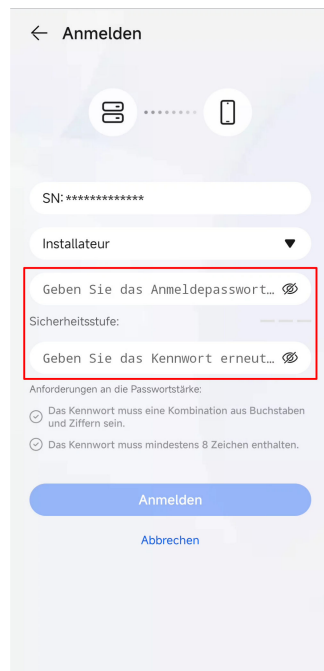 Anmelden
SN:*************
Installateur
Geben Sie das Anmeldepasswort…
Sicherheitsstufe:
Geben Sie das Kennwort erneut…
Anforderungen an die Passwortstärke:
Das Kennwort muss eine Kombination aus Buchstaben
und Ziffern sein.
Das Kennwort muss mindestens 8 Zeichen enthalten.
Anmelden
Abbrechen